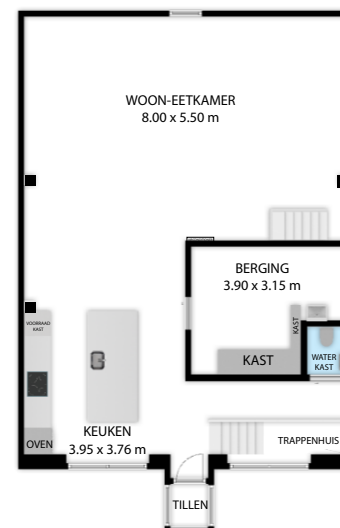 WOON-EETKAMER
8.00 x 5.50 m
BERGING
3.90 x 3.15 m
VOORRAAD
KAST
KAST
KAST
WATER
KAST
KEUKEN
3.95 x 3.76 m
OVEN
TRAPPENHUIS
TILLEN